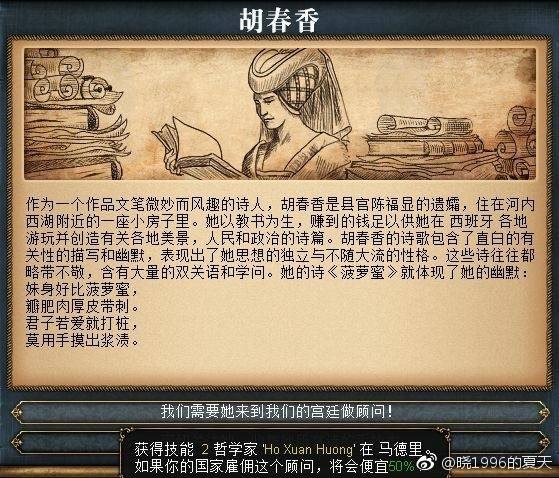 胡春香
作为一个作品文笔微妙而风趣的诗人，胡春香是县官陈福显的遗孀，住在河内
西湖附近的一座小房子里。她以教书为生，赚到的钱足以供她在 西班牙 各地
游玩并创造有关各地美景，人民和政治的诗篇。胡春香的诗歌包含了直白的有
关性的描写和幽默，表现出了她思想的独立与不随大流的性格。这些诗往往都
略带不敬，含有大量的双关语和学问。她的诗《菠萝蜜》就体现了她的幽默：
妹身好比菠萝蜜，
瓣肥肉厚皮带刺。
君子若爱就打桩，
莫用手摸出浆渍。
我们需要她来到我们的宫廷做顾问！
获得技能 2 哲学家 'Ho Xuan Huong' 在 马德里
如果你的国家雇佣这个顾问，将会便宜50%
@晓1996的夏天